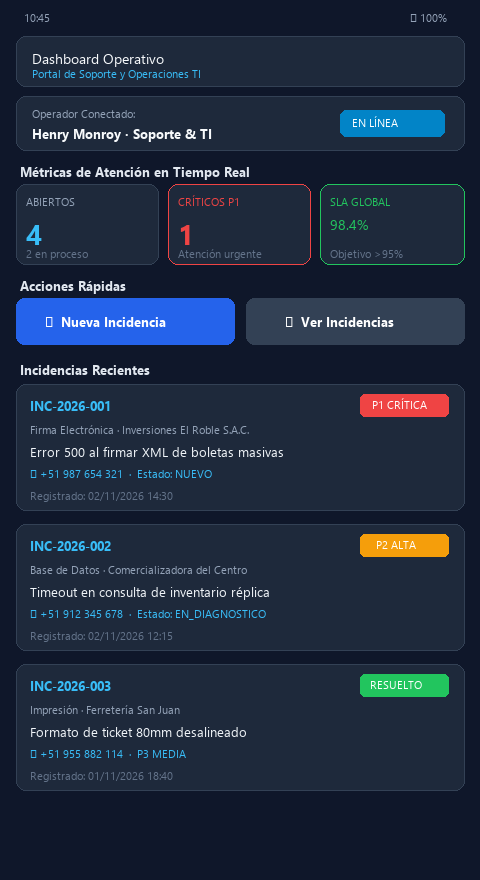 10:45
100%
Dashboard Operativo
Portal de Soporte y Operaciones TI
Operador Conectado:
Henry Monroy · Soporte & TI
EN LÍNEA
Métricas de Atención en Tiempo Real
ABIERTOS
4
2 en proceso
CRÍTICOS P1
1
Atención urgente
SLA GLOBAL
98.4%
Objetivo >95%
Acciones Rápidas
Nueva Incidencia
Ver Incidencias
Incidencias Recientes
INC-2026-001
P1 CRÍTICA
Firma Electrónica · Inversiones El Roble S.A.C.
Error 500 al firmar XML de boletas masivas
+51 987 654 321 · Estado: NUEVO
Registrado: 02/11/2026 14:30
INC-2026-002
P2 ALTA
Base de Datos · Comercializadora del Centro
Timeout en consulta de inventario réplica
+51 912 345 678 · Estado: EN_DIAGNOSTICO
Registrado: 02/11/2026 12:15
INC-2026-003
RESUELTO
Impresión · Ferretería San Juan
Formato de ticket 80mm desalineado
+51 955 882 114 · P3 MEDIA
Registrado: 01/11/2026 18:40